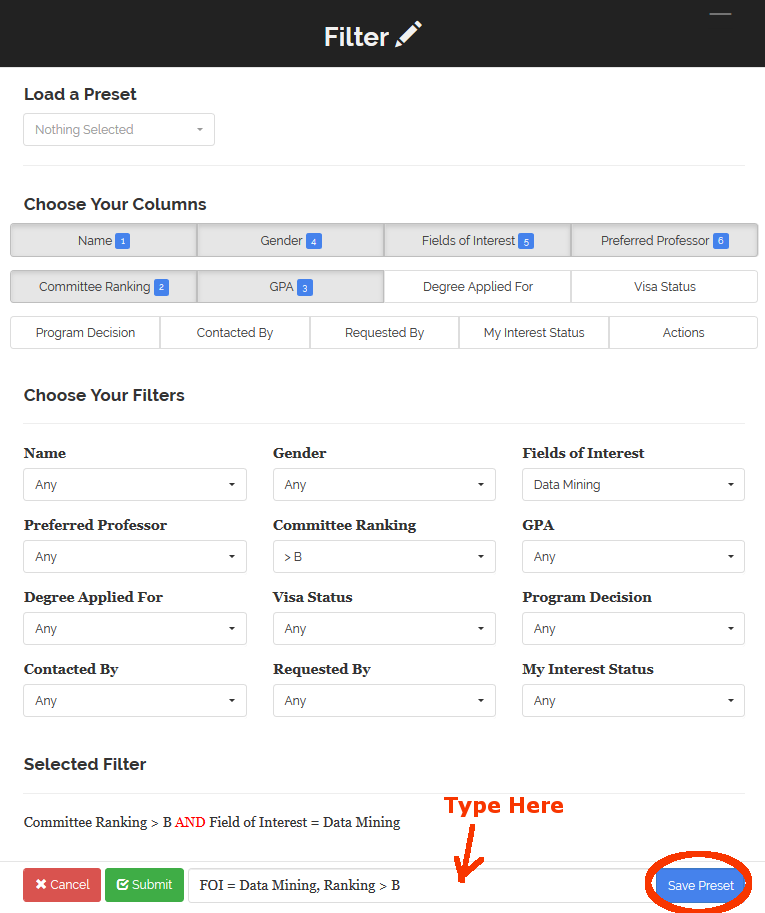 Filter
Load a Preset
Nothing Selected
Choose Your Columns
Name 1 Gender 4 Fields of Interest 5 Preferred Professor 6
Committee Ranking 2 GPA 3 Degree Applied For Visa Status
Program Decision Contacted By Requested By My Interest Status Actions
Choose Your Filters
Name Gender Fields of Interest
Any Any Data Mining
Preferred Professor Committee Ranking GPA
Any > B Any
Degree Applied For Visa Status Program Decision
Any Any Any
Contacted By Requested By My Interest Status
Any Any Any
Selected Filter
Type Here
Committee Ranking > B AND Field of Interest = Data Mining
Cancel Submit FOI = Data Mining, Ranking > B Save Preset